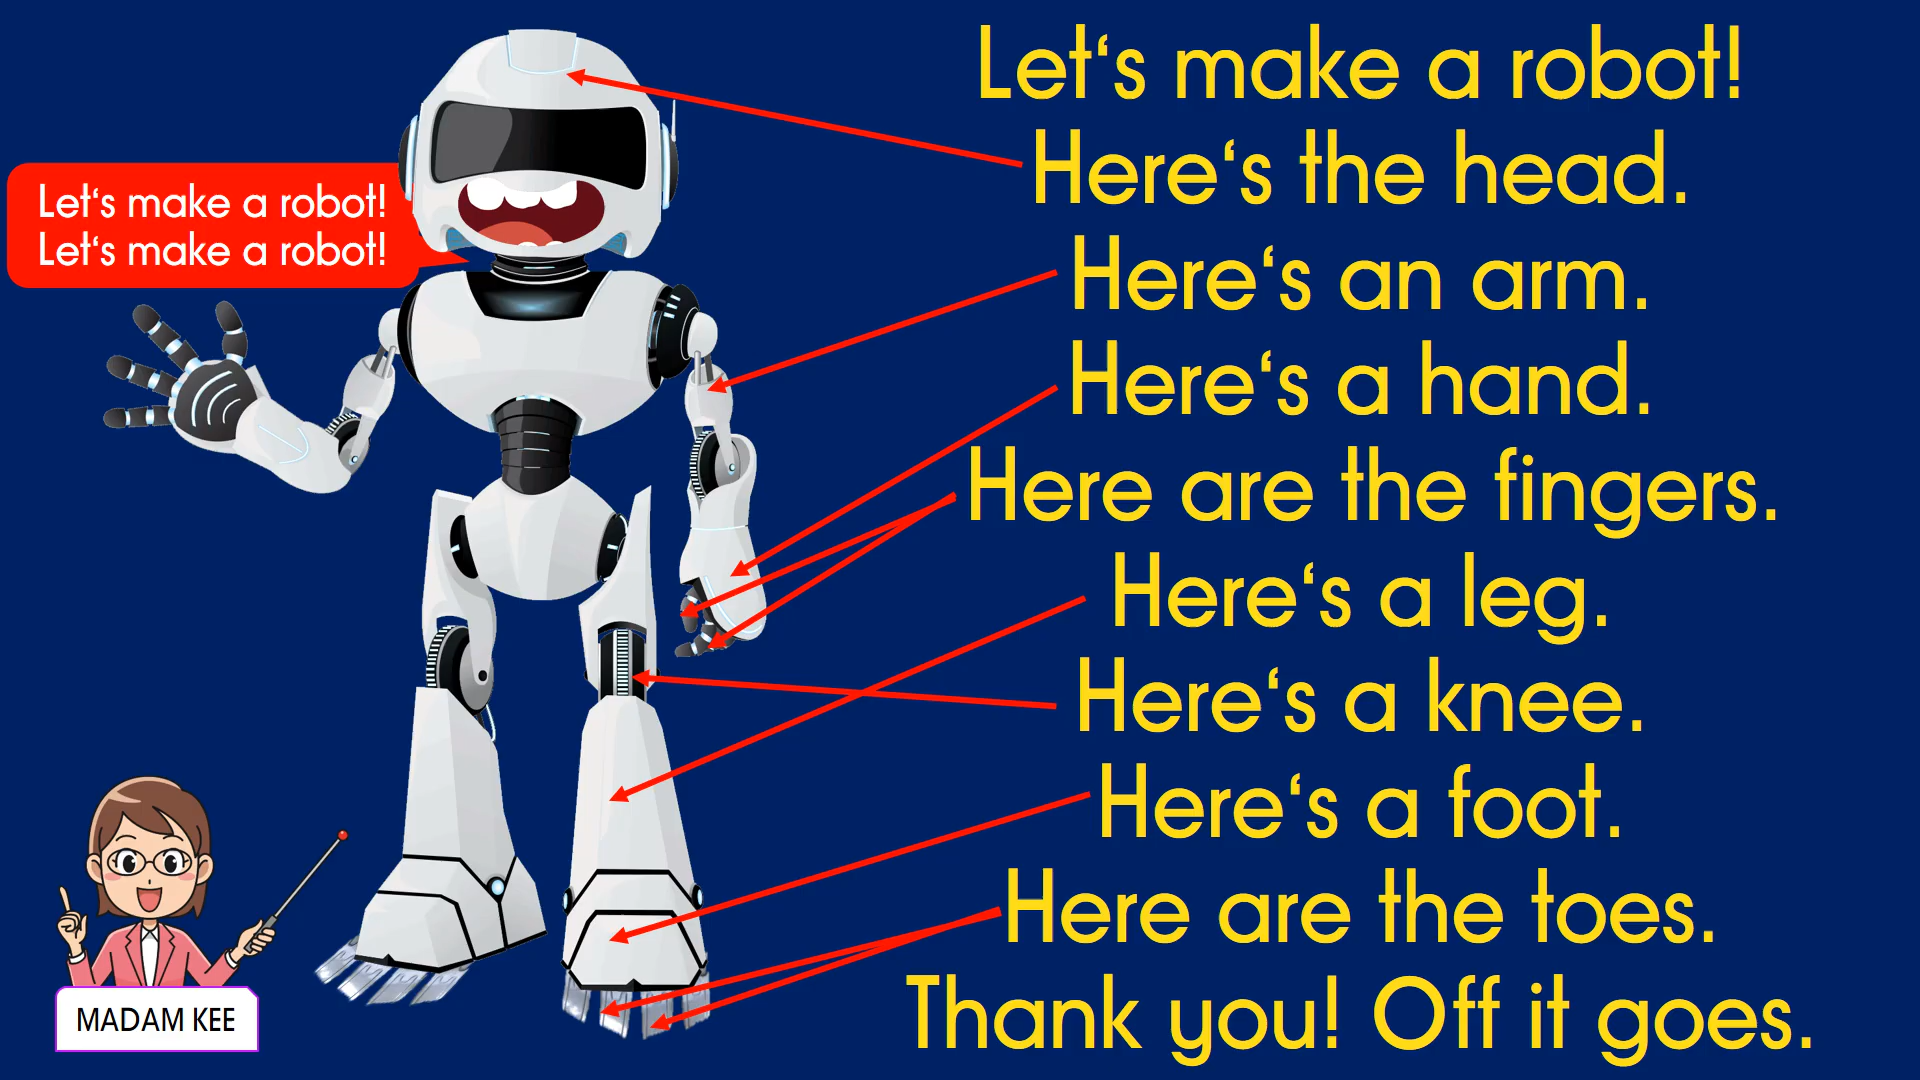 Let‘s make a robot!
Here‘s the head.
Here‘s an arm.
Here‘s a hand.
Here are the fingers.
Here‘s a leg.
Here‘s a knee.
Here‘s a foot.
Here are the toes.
Thank you! Off it goes.
Let‘s make a robot!
Let‘s make a robot!
MADAM KEE